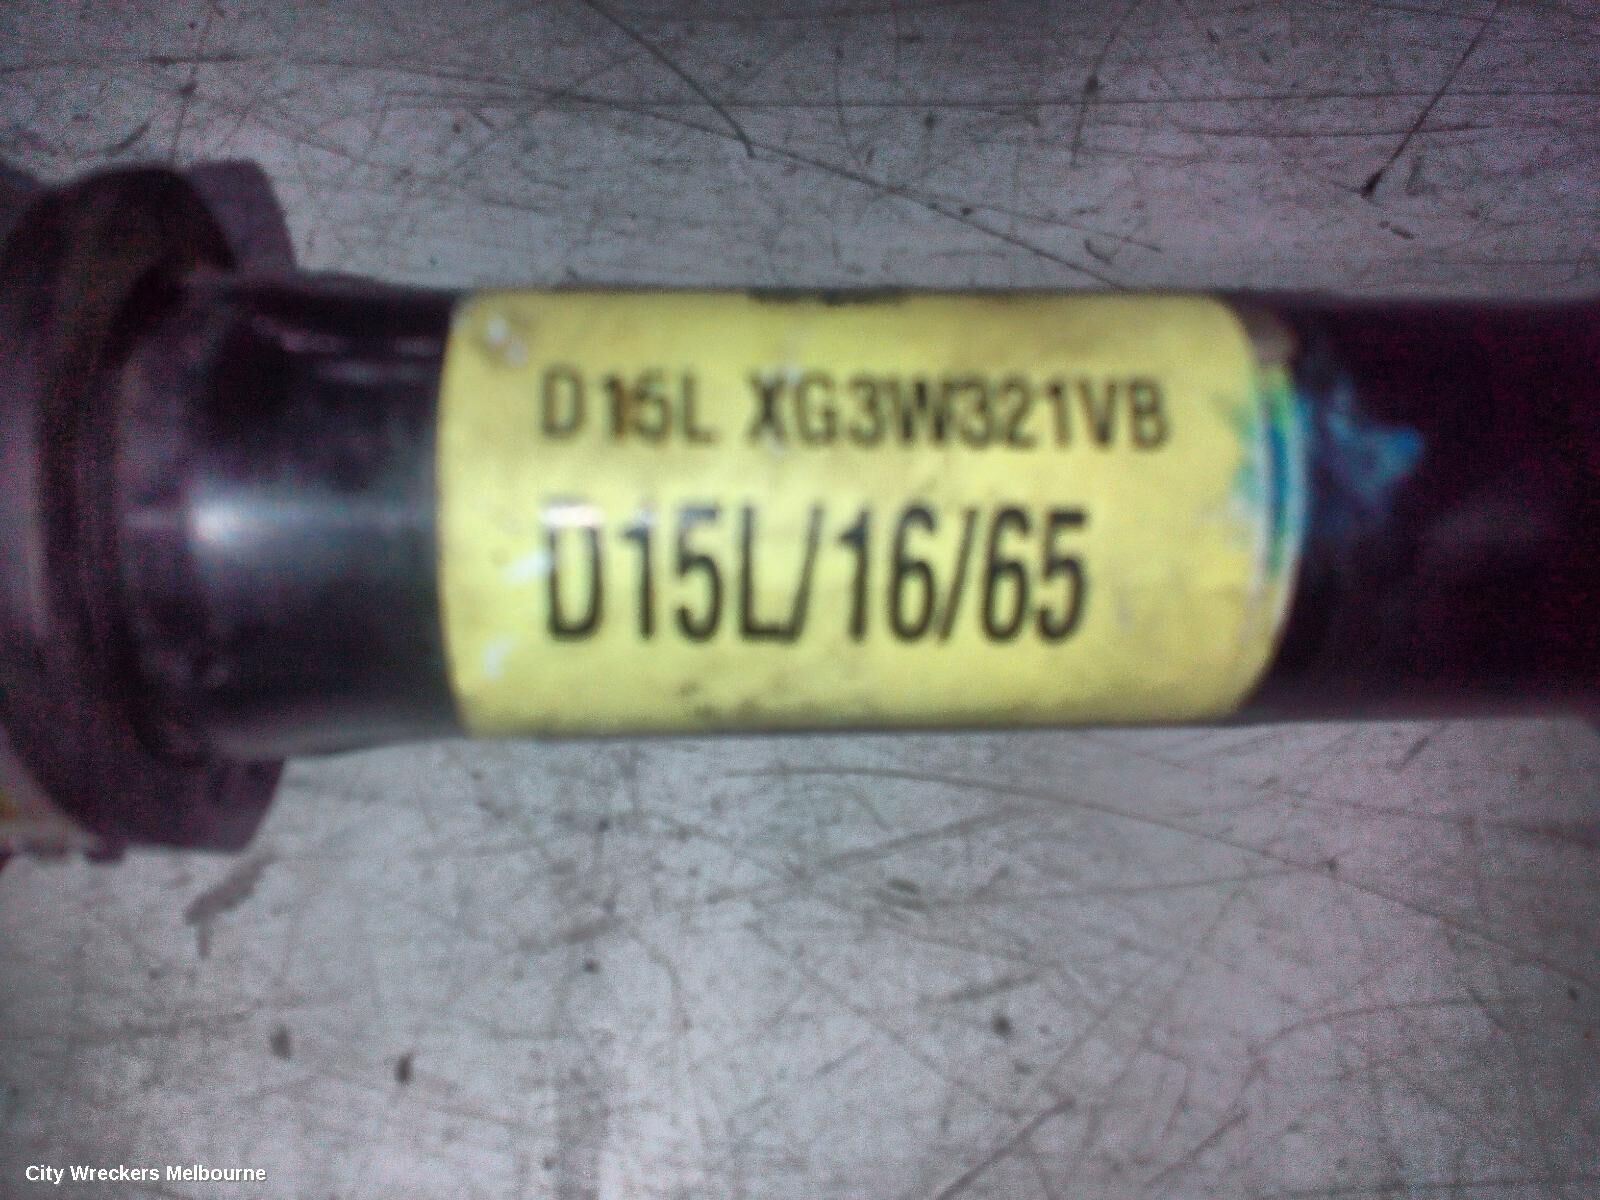 D15L XG3W321VB
D15L/16/65
City Wreckers Melbourne